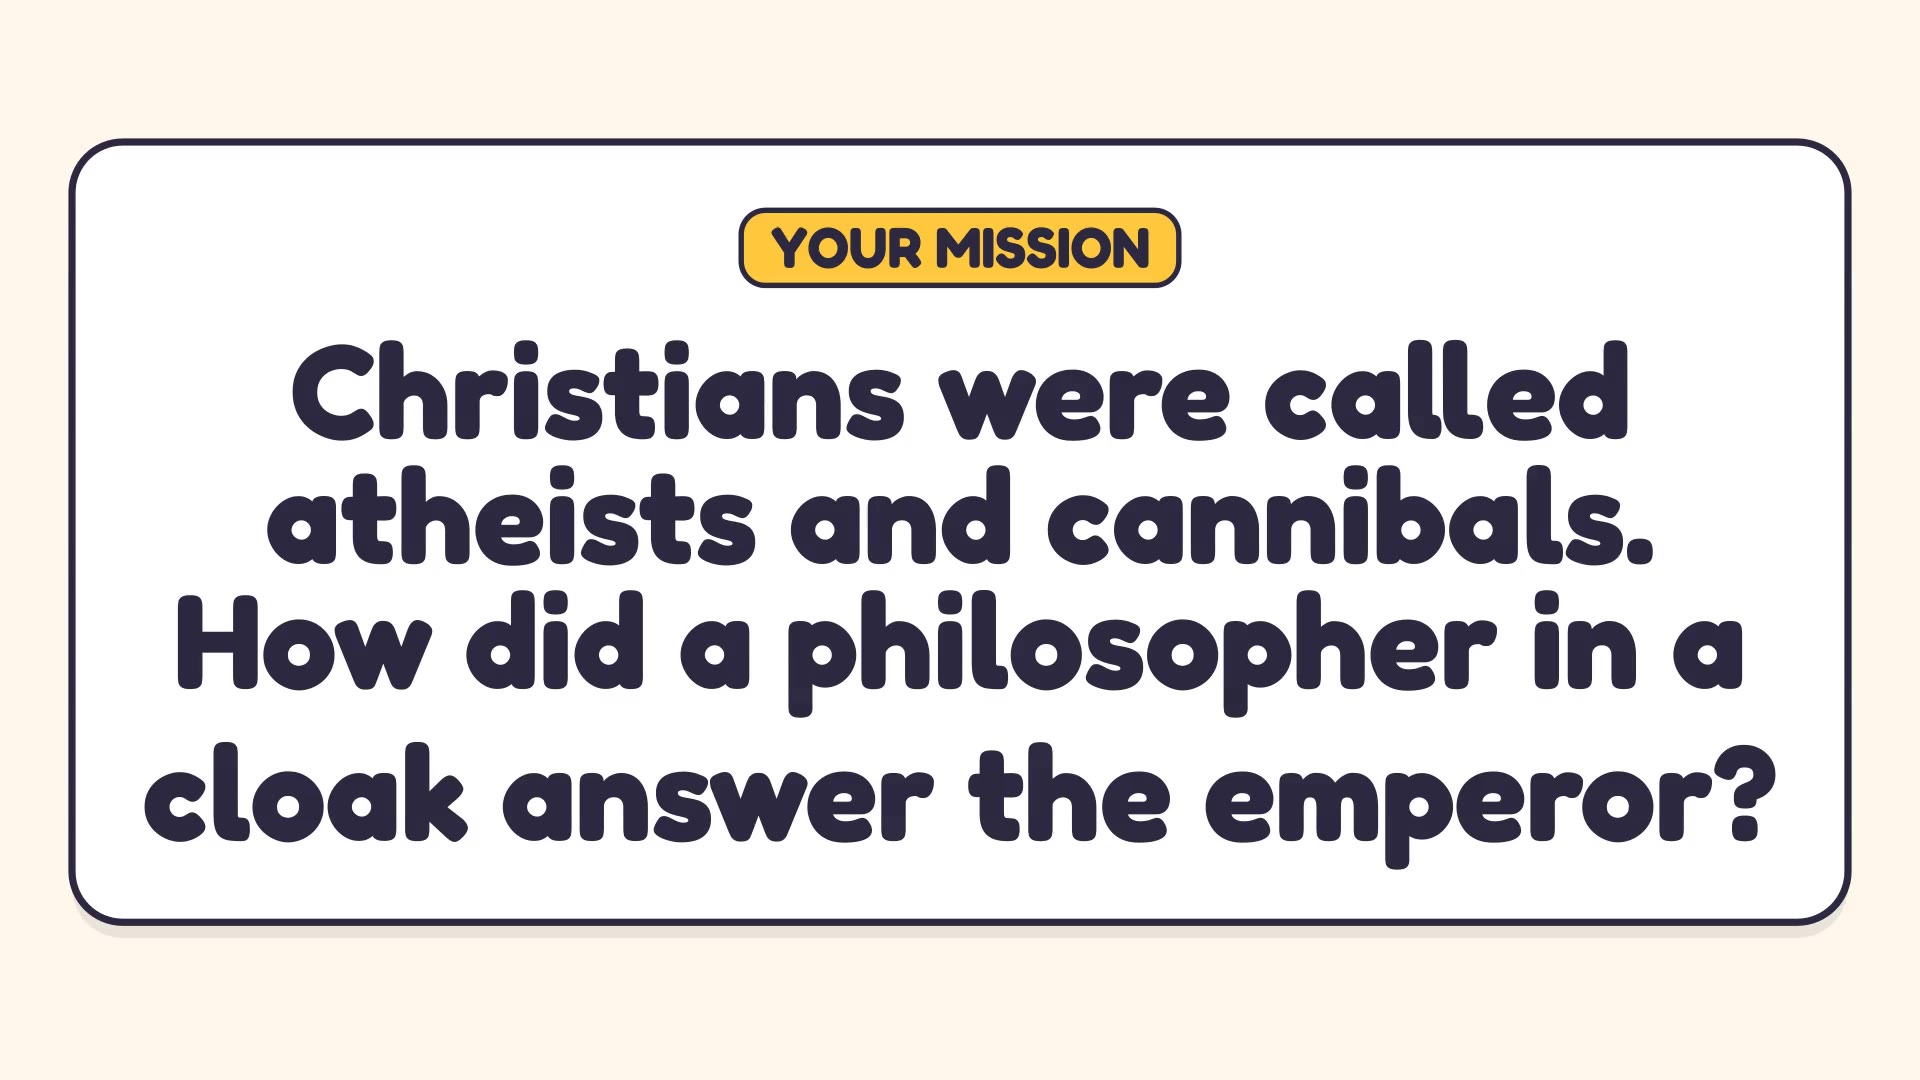 YOUR MISSION
Christians were called
atheists and cannibals.
How did a philosopher in a
cloak answer the emperor?